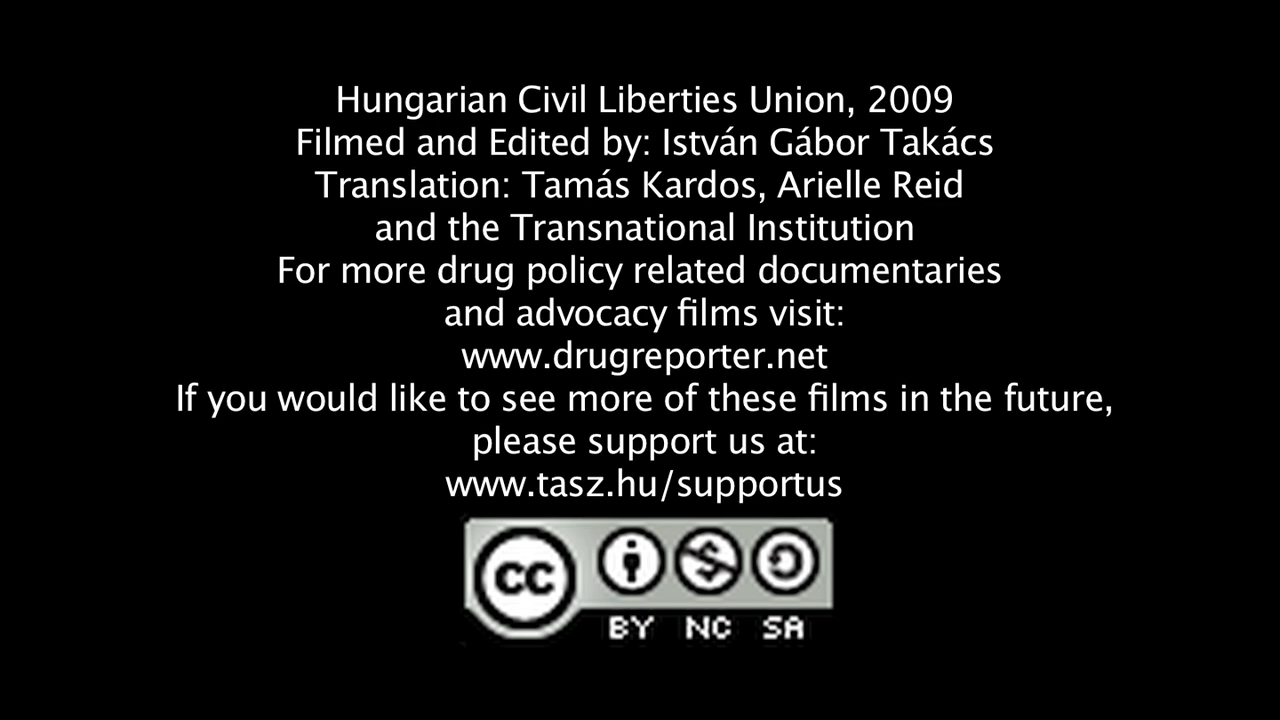 Hungarian Civil Liberties Union, 2009
Filmed and Edited by: István Gábor Takács
Translation: Tamás Kardos, Arielle Reid
and the Transnational Institution
For more drug policy related documentaries
and advocacy films visit:
www.drugreporter.net
If you would like to see more of these films in the future,
please support us at:
www.tasz.hu/supportus
cc
BY NC SA